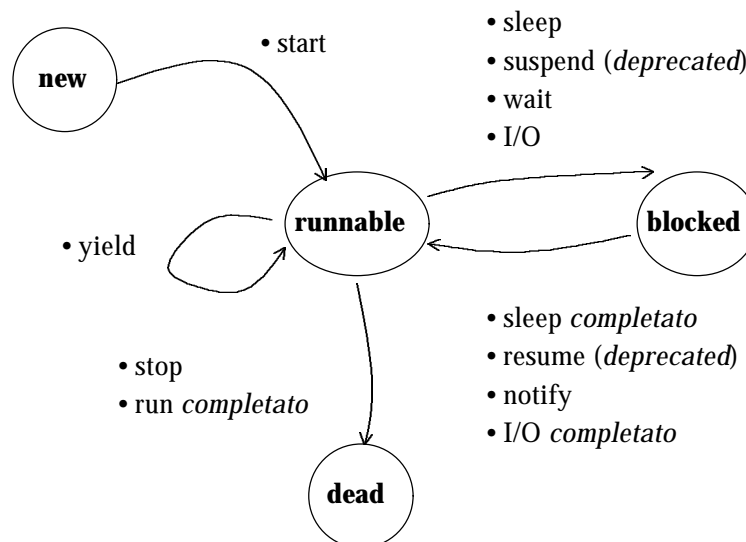 • sleep
• start
• suspend (deprecated)
new
• wait
• I/O
runnable
blocked
• yield
• sleep completato
• resume (deprecated)
• stop
• notify
• run completato
• I/O completato
dead